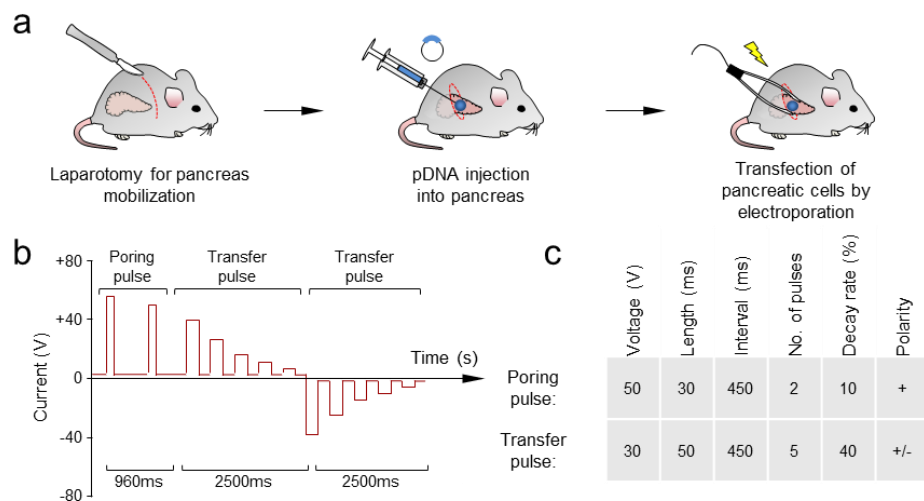 a
Laparotomy for pancreas
mobilization
pDNA injection
into pancreas
Transfection of
pancreatic cells by
electroporation
b
Current (V)
+80
+40
0
-40
-80
Poring
pulse
Transfer
pulse
Transfer
pulse
Time (s)
960ms
2500ms
2500ms
c
Voltage (V)
Length (ms)
Interval (ms)
No. of pulses
Decay rate (%)
Polarity
Poring
pulse:
50
30
450
2
10
+
Transfer
pulse:
30
50
450
5
40
+/-